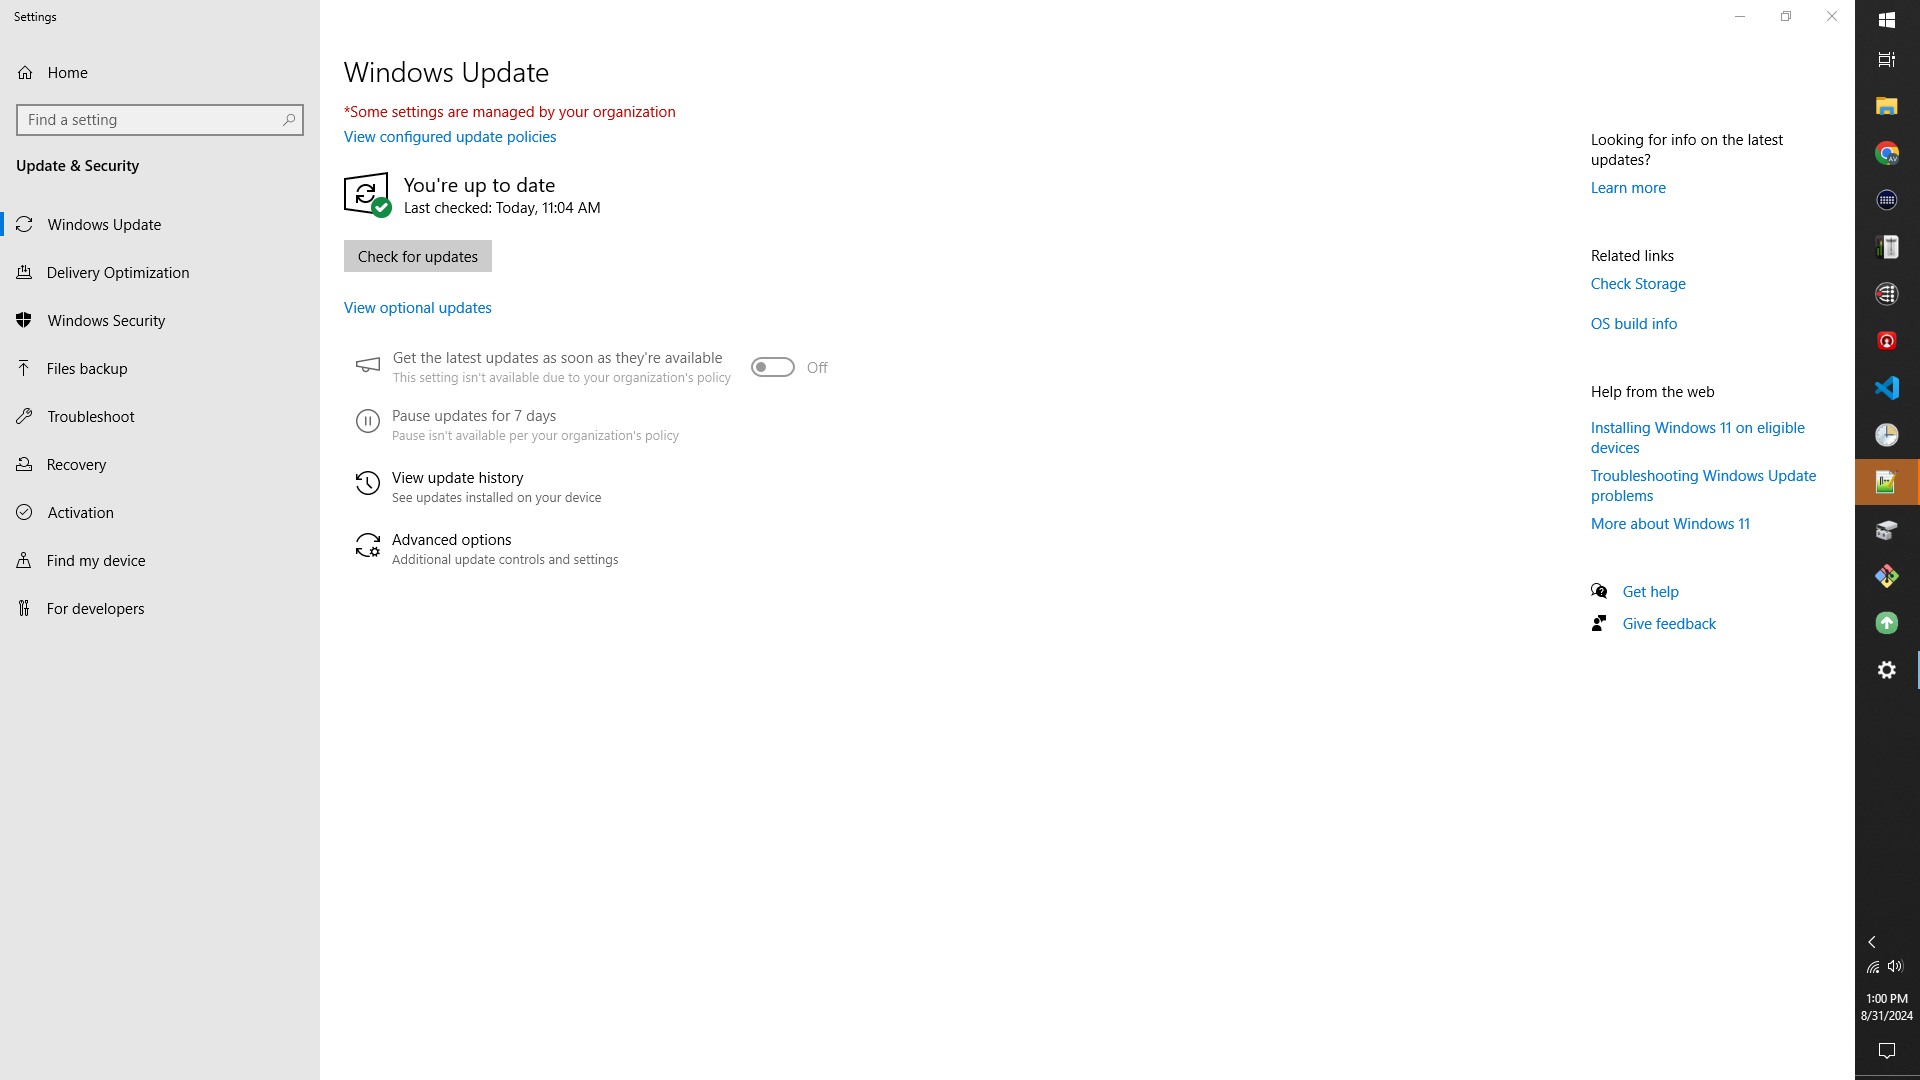 Settings
Home
Find a setting
Update & Security
Windows Update
Delivery Optimization
Windows Security
Files backup
Troubleshoot
Recovery
Activation
Find my device
For developers
Windows Update
*Some settings are managed by your organization
View configured update policies
You're up to date
Last checked: Today, 11:04 AM
Check for updates
View optional updates
Get the latest updates as soon as they're available
This setting isn't available due to your organization's policy
Off
Pause updates for 7 days
Pause isn't available per your organization's policy
View update history
See updates installed on your device
Advanced options
Additional update controls and settings
Looking for info on the latest
updates?
Learn more
Related links
Check Storage
OS build info
Help from the web
Installing Windows 11 on eligible
devices
Troubleshooting Windows Update
problems
More about Windows 11
Get help
Give feedback
AV
1:00 PM
8/31/2024